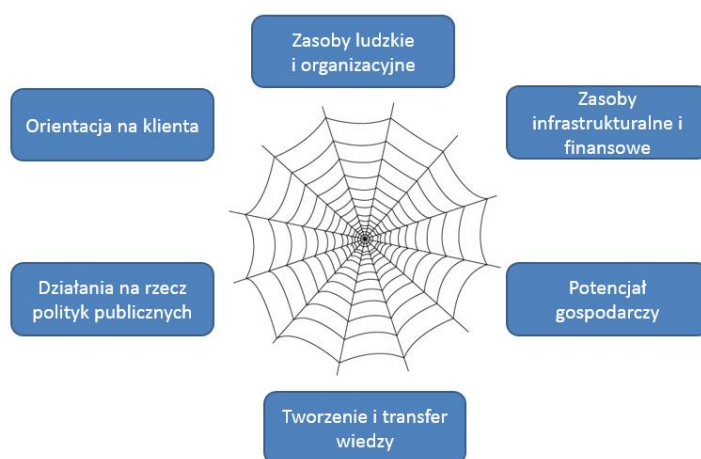 Zasoby ludzkie
i organizacyjne
Orientacja na klienta
Zasoby
infrastrukturalne i
finansowe
Działania na rzecz
polityk publicznych
Potencjał
gospodarczy
Tworzenie i transfer
wiedzy